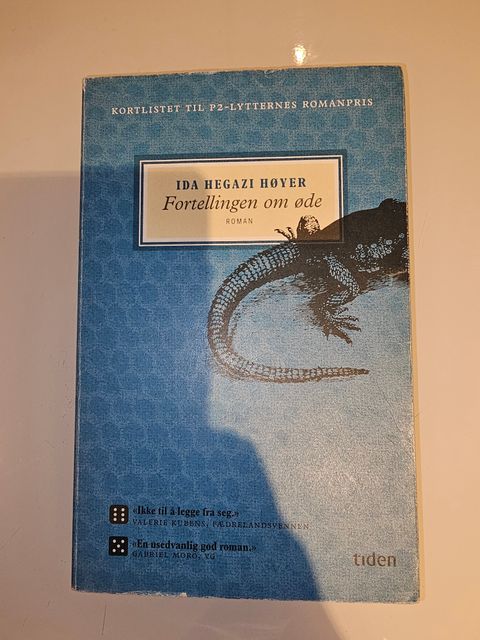 KORTLISTET TIL P2-LYTTERNES ROMANPRIS
IDA HEGAZI HØYER
Fortellingen om øde
ROMAN
«Ikke til å legge fra seg.»
VALERIE KUBENS, FÆDRELANDSVENNEN
«En usedvanlig god roman.»
GABRIEL MORO, VG
tiden